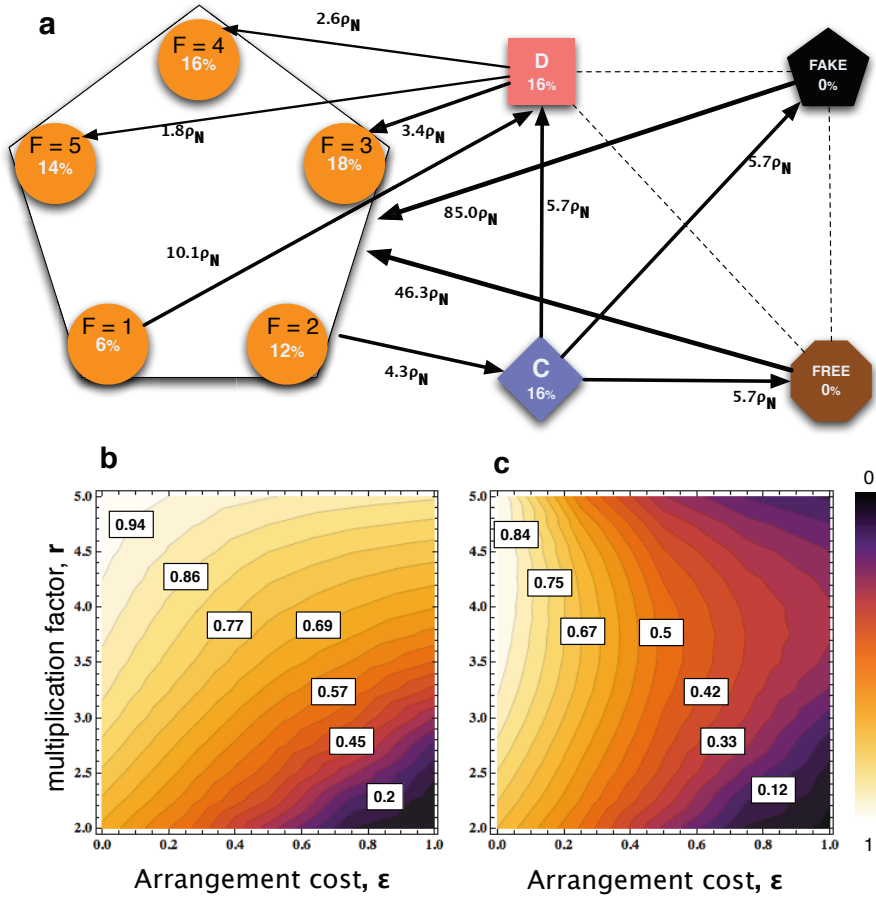 a
2.6ρN
F = 4
16%
D
16%
FAKE
0%
F = 5
14%
1.8ρN
3.4ρN
F = 3
18%
5.7ρN
85.0ρN
5.7ρN
10.1ρN
46.3ρN
F = 1
6%
F = 2
12%
4.3ρN
C
16%
FREE
0%
5.7ρN
b
c
0
5.0
4.5
4.0
3.5
3.0
2.5
2.0
multiplication factor, r
0.94
0.86
0.77
0.69
0.57
0.45
0.2
0.0 0.2 0.4 0.6 0.8 1.0
Arrangement cost, ε
5.0
4.5
4.0
3.5
3.0
2.5
2.0
0.84
0.75
0.67
0.5
0.42
0.33
0.12
0.0 0.2 0.4 0.6 0.8 1.0
Arrangement cost, ε
1